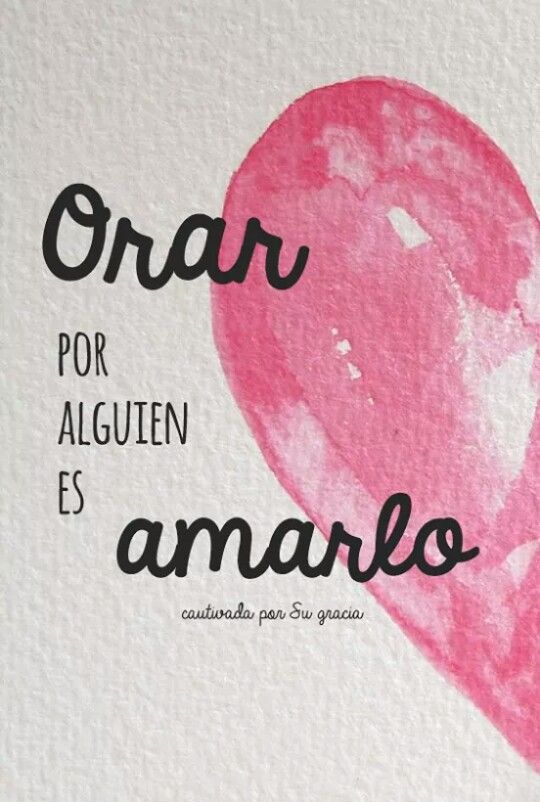 Orar
POR
ALGUIEN
ES
amarlo
cautivada por Su gracia